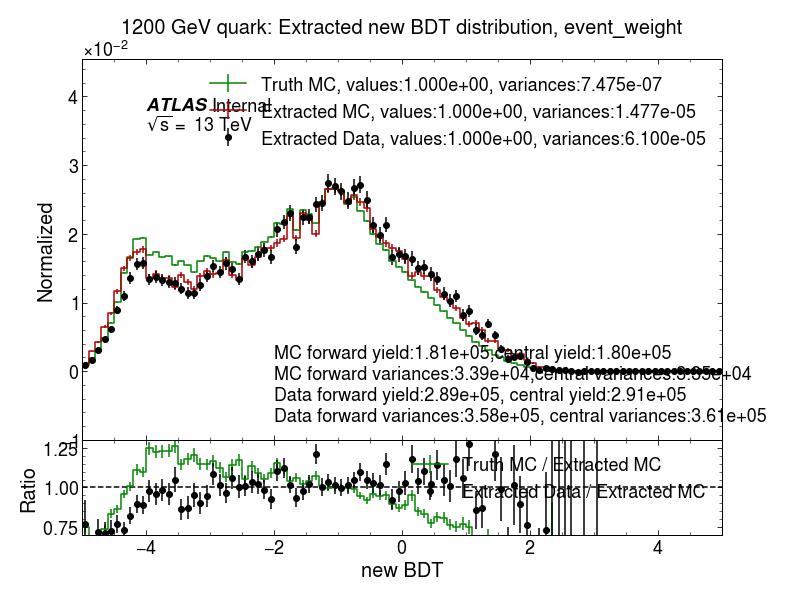 1200 GeV quark: Extracted new BDT distribution, event_weight
×10⁻²
Truth MC, values:1.000e+00, variances:7.475e-07
ATLAS Internal
Extracted MC, values:1.000e+00, variances:1.477e-05
√s = 13 TeV
Extracted Data, values:1.000e+00, variances:6.100e-05
4
3
2
1
0
Normalized
MC forward yield:1.81e+05, central yield:1.80e+05
MC forward variances:3.39e+04, central variances:3.35e+04
Data forward yield:2.89e+05, central yield:2.91e+05
Data forward variances:3.58e+05, central variances:3.61e+05
−1
1.25
1.00
0.75
Ratio
Truth MC / Extracted MC
Extracted Data / Extracted MC
−4 −2 0 2 4
new BDT